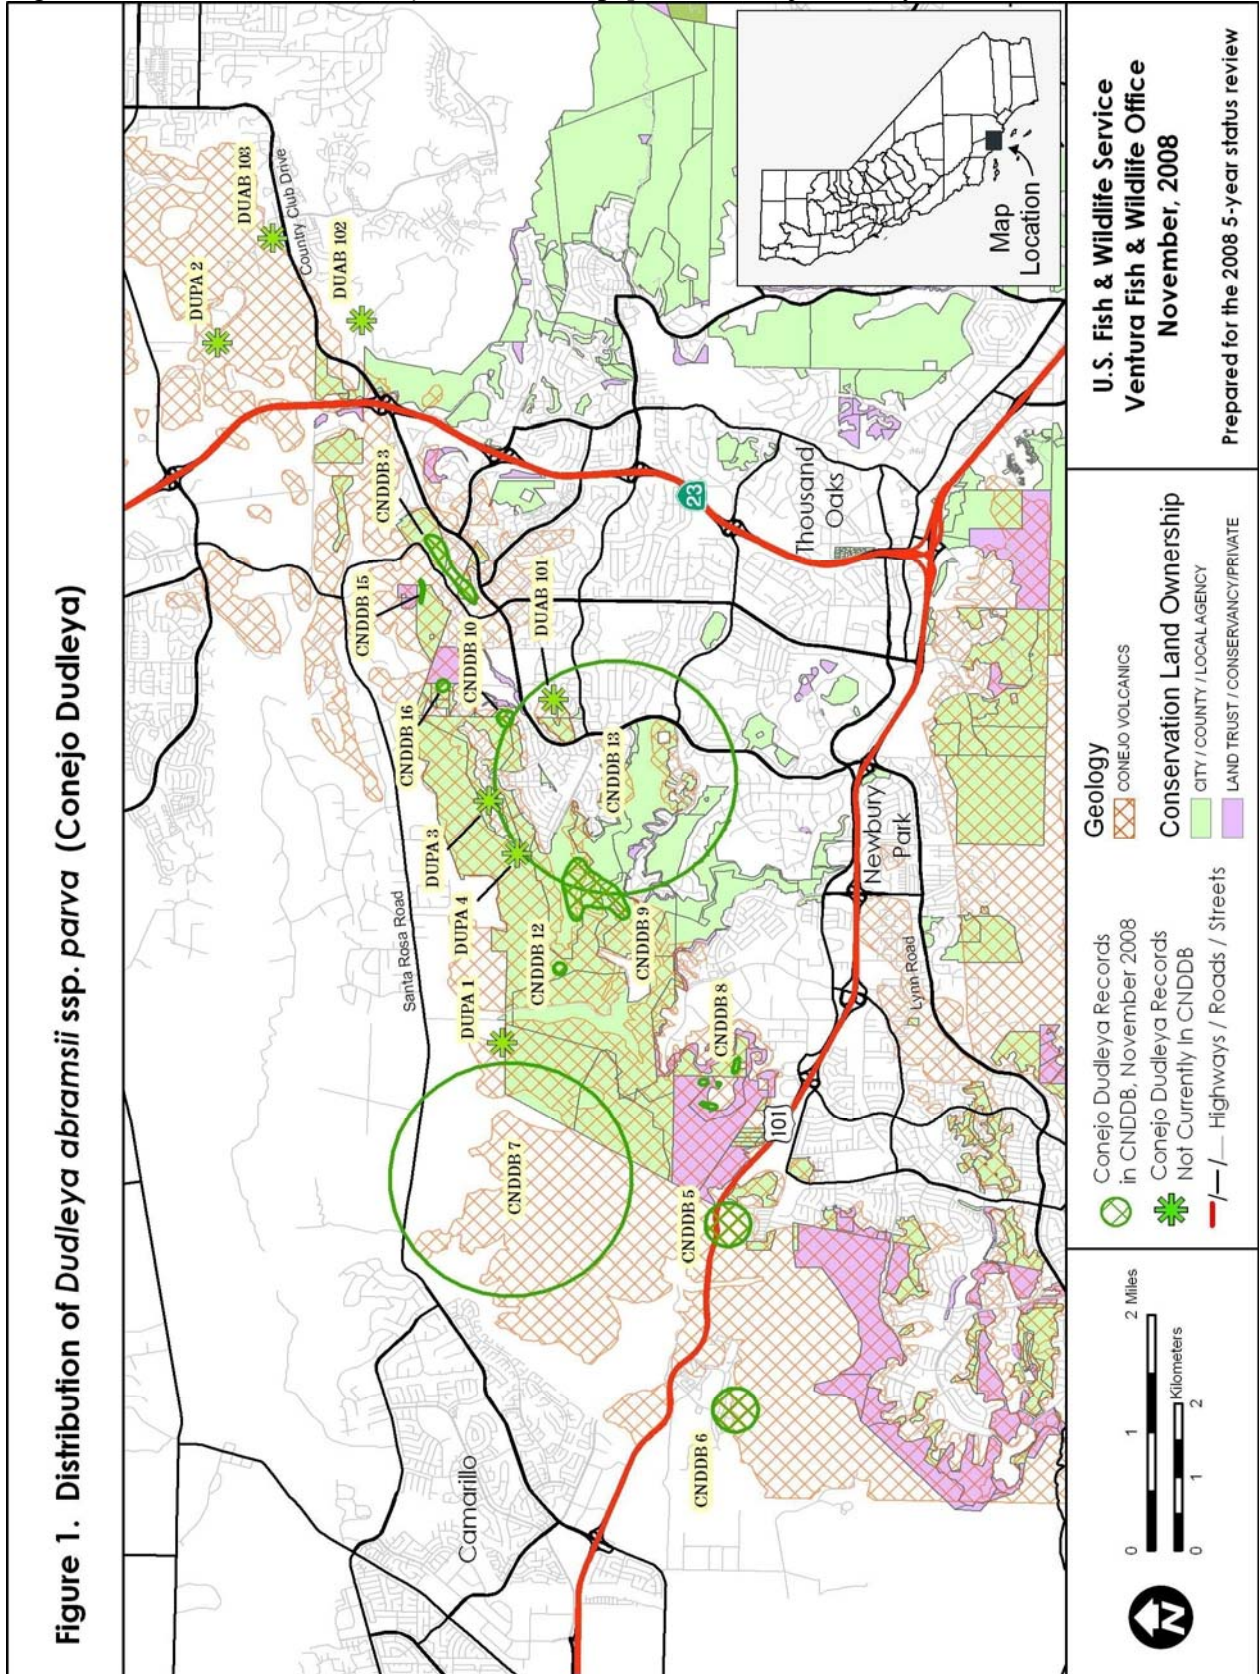 Figure 1. Distribution of Dudleya abramsii ssp. parva (Conejo Dudleya)
DUPA 2
DUAB 103
Country Club Drive
DUAB 102
CNDDB 3
CNDDB 15
Santa Rosa Road
CNDDB 16
CNDDB 10
DUAB 101
DUPA 3
DUPA 4
DUPA 1
CNDDB 12
CNDDB 13
CNDDB 9
CNDDB 7
CNDDB 8
CNDDB 5
CNDDB 6
Camarillo
23
Thousand
Oaks
101
Newbury
Park
Lynn Road
Map
Location
0
1
2 Miles
Kilometers
0
1
2
N
Conejo Dudleya Records
in CNDDB, November 2008
Conejo Dudleya Records
Not Currently In CNDDB
Highways / Roads / Streets
Geology
CONEJO VOLCANICS
Conservation Land Ownership
CITY / COUNTY / LOCAL AGENCY
LAND TRUST / CONSERVANCY/PRIVATE
U.S. Fish & Wildlife Service
Ventura Fish & Wildlife Office
November, 2008
Prepared for the 2008 5-year status review